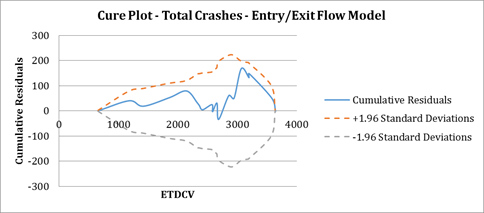 Cure Plot - Total Crashes - Entry/Exit Flow Model
300
200
100
0
-100
-200
-300
0
1000
2000
3000
4000
Cumulative Residuals
ETDCV
Cumulative Residuals
+1.96 Standard Deviations
-1.96 Standard Deviations